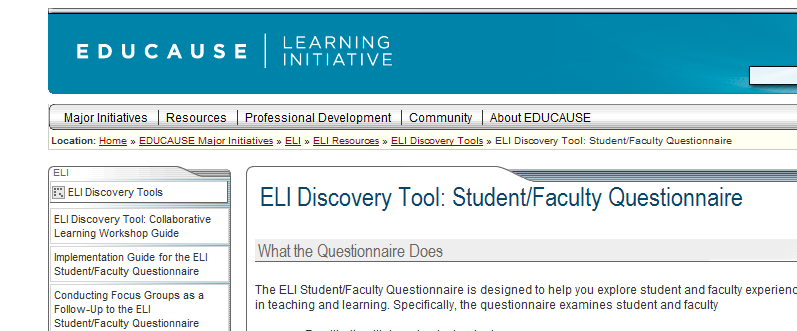 EDUCAUSE
LEARNING
INITIATIVE
Major Initiatives Resources Professional Development Community About EDUCAUSE
Location: Home » EDUCAUSE Major Initiatives » ELI » ELI Resources » ELI Discovery Tools » ELI Discovery Tool: Student/Faculty Questionnaire
ELI
ELI Discovery Tools
ELI Discovery Tool: Collaborative
Learning Workshop Guide
Implementation Guide for the ELI
Student/Faculty Questionnaire
Conducting Focus Groups as a
Follow-Up to the ELI
Student/Faculty Questionnaire
ELI Discovery Tool: Student/Faculty Questionnaire
What the Questionnaire Does
The ELI Student/Faculty Questionnaire is designed to help you explore student and faculty experienc
in teaching and learning. Specifically, the questionnaire examines student and faculty